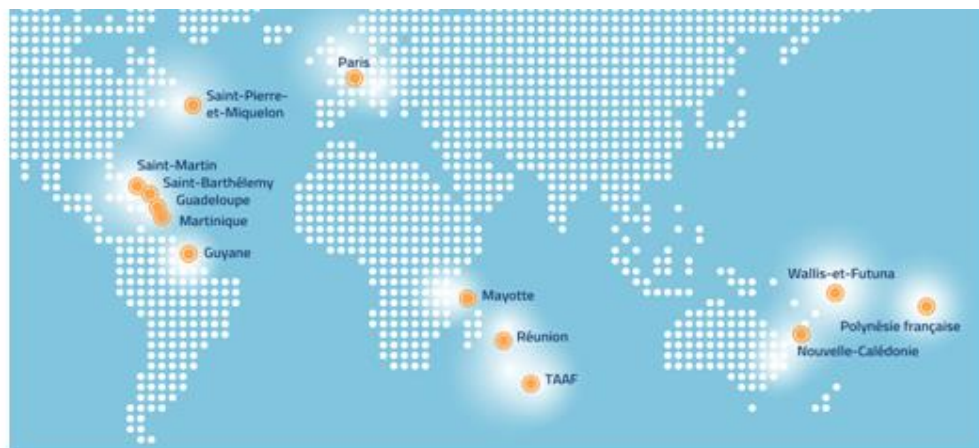 Paris
Saint-Pierre-
et-Miquelon
Saint-Martin
Saint-Barthélemy
Guadeloupe
Martinique
Guyane
Mayotte
Réunion
TAAF
Wallis-et-Futuna
Polynésie française
Nouvelle-Calédonie